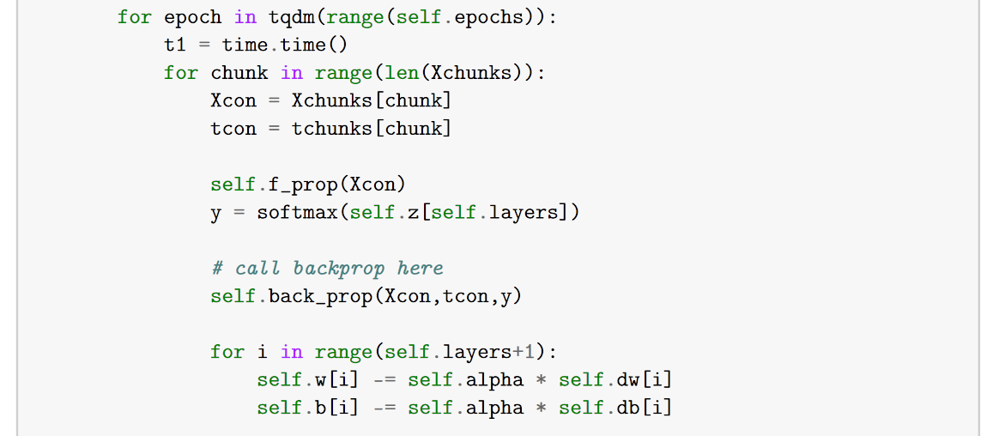 for epoch in tqdm(range(self.epochs)):
    t1 = time.time()
    for chunk in range(len(Xchunks)):
        Xcon = Xchunks[chunk]
        tcon = tchunks[chunk]

        self.f_prop(Xcon)
        y = softmax(self.z[self.layers])

        # call backprop here
        self.back_prop(Xcon,tcon,y)

        for i in range(self.layers+1):
            self.w[i] -= self.alpha * self.dw[i]
            self.b[i] -= self.alpha * self.db[i]